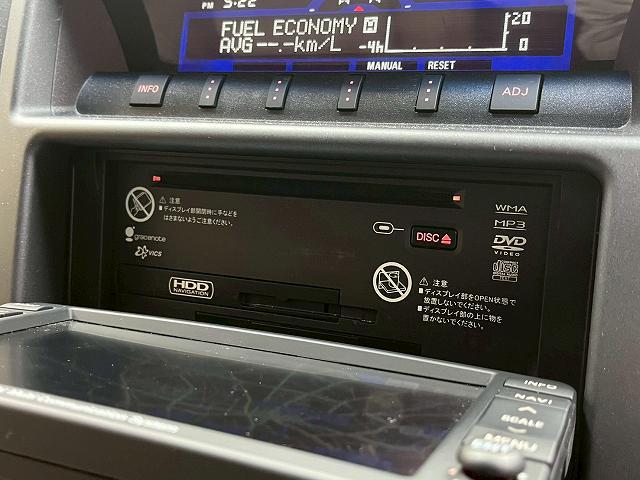 PM 5:22
FUEL ECONOMY H
AVG --.-km/L -4h
20
0
MANUAL RESET
INFO
ADJ
注意
■ディスプレイ部開閉時に手などを
はさまないようご注意ください。
gracenote
VICS
HDD
NAVIGATION
DISC
WMA
MP3
DVD
VIDEO
disc
注意
■ディスプレイ部をOPEN状態で
放置しないでください。
■ディスプレイ部の上に物を
置かないでください。
INFO
NAVI
SCALE
MENU